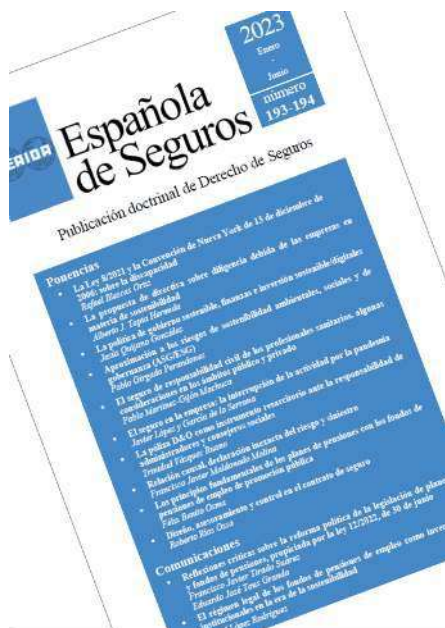 2023
Enero
-
Junio
número
193-194
Española
de Seguros
Publicación doctrinal de Derecho de Seguros
Ponencias
• La Ley 8/2021 y la Convención de Nueva York de 13 de diciembre de
2006, sobre la discapacidad
Rafael Illescas Ortiz
• La propuesta de directiva sobre diligencia debida de las empresas en
materia de sostenibilidad
Alberto J. Tapia Hermida
• La política de gobierno sostenible, finanzas e inversión sostenible/digitales
Jesús Quijano González
• Aproximación a los riesgos de sostenibilidad ambientales, sociales y de
gobernanza (ASG/ESG)
Pablo Girgado Perandones
• El seguro de responsabilidad civil de los profesionales sanitarios, algunas
consideraciones en los ámbitos público y privado
Pablo Martínez-Gijón Machuca
• El seguro en la empresa: la interrupción de la actividad por la pandemia
Javier López y García de la Serrana
• La póliza D&O como instrumento resarcitorio ante la responsabilidad de
administradores y consejeros sociales
Trinidad Vázquez Ruano
• Relación causal, declaración inexacta del riesgo y siniestro
Francisco Javier Maldonado Molina
• Los principios fundamentales de los planes de pensiones con los fondos de
pensiones de empleo de promoción pública
Félix Benito Osma
• Diseño, asesoramiento y control en el contrato de seguro
Roberto Ríos Ossa
Comunicaciones
• Reflexiones críticas sobre la reforma política de la legislación de planes
y fondos de pensiones, propiciada por la ley 12/2022, de 30 de junio
Francisco Javier Tirado Suárez
Eduardo José Tous Granda
• El régimen legal de los fondos de pensiones de empleo como inver
institucionales en la era de la sostenibilidad
López Rodríguez